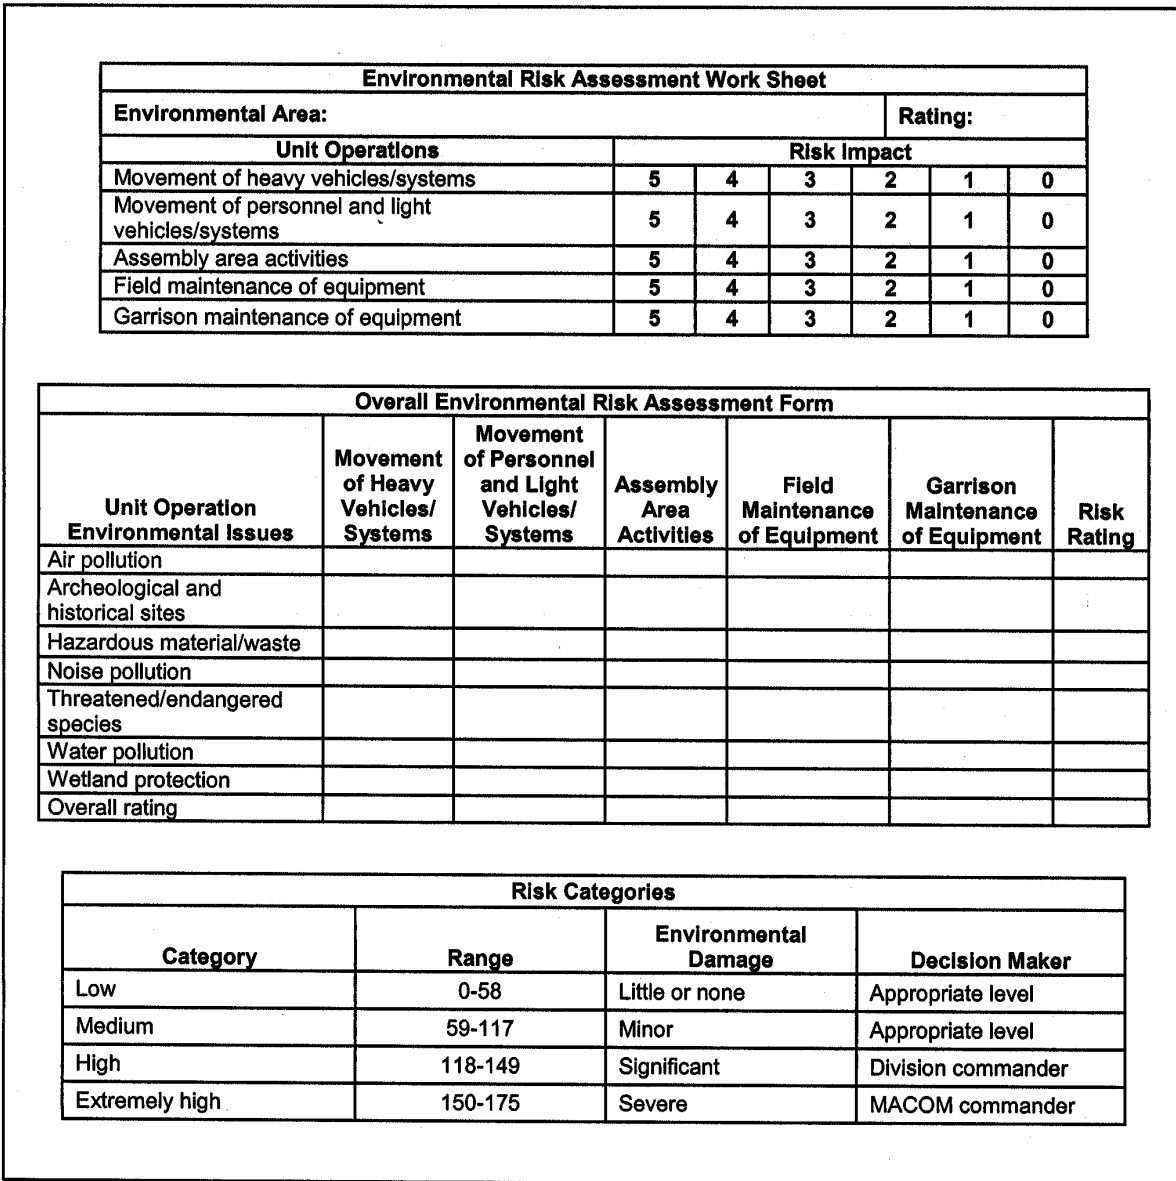 Environmental Risk Assessment Work Sheet
Environmental Area: Rating:
Unit Operations Risk Impact
Movement of heavy vehicles/systems 5 4 3 2 1 0
Movement of personnel and light
vehicles/systems 5 4 3 2 1 0
Assembly area activities 5 4 3 2 1 0
Field maintenance of equipment 5 4 3 2 1 0
Garrison maintenance of equipment 5 4 3 2 1 0
Overall Environmental Risk Assessment Form
Unit Operation
Environmental Issues
Movement
of Heavy
Vehicles/
Systems
Movement
of Personnel
and Light
Vehicles/
Systems
Assembly
Area
Activities
Field
Maintenance
of Equipment
Garrison
Maintenance
of Equipment
Risk
Rating
Air pollution
Archeological and
historical sites
Hazardous material/waste
Noise pollution
Threatened/endangered
species
Water pollution
Wetland protection
Overall rating
Risk Categories
Category
Range
Environmental
Damage
Decision Maker
Low 0-58 Little or none Appropriate level
Medium 59-117 Minor Appropriate level
High 118-149 Significant Division commander
Extremely high 150-175 Severe MACOM commander